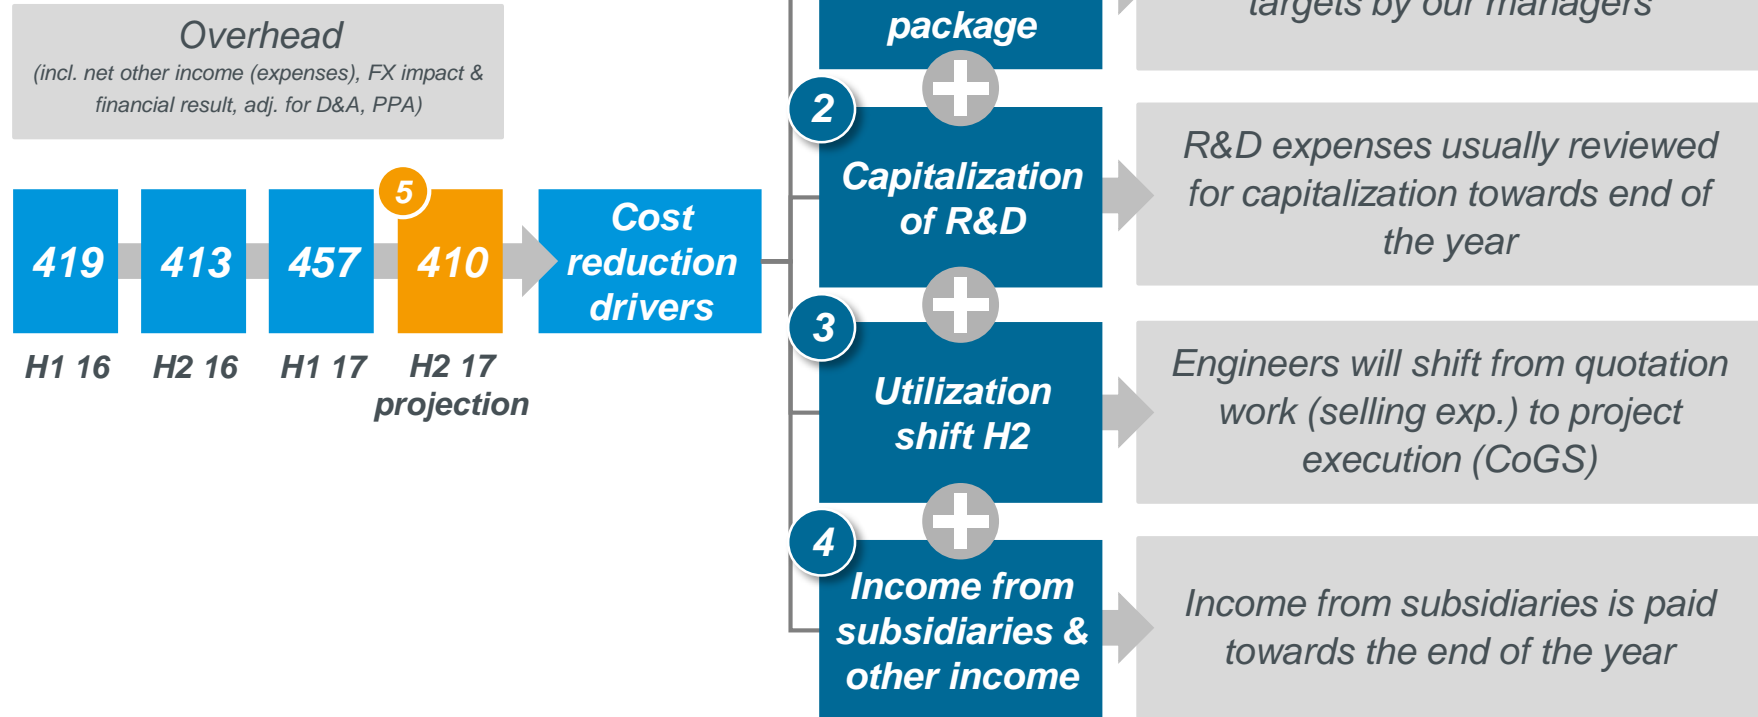 Overhead
(incl. net other income (expenses), FX impact &
financial result, adj. for D&A, PPA)
5
419
413
457
410
H1 16
H2 16
H1 17
H2 17
projection
Cost
reduction
drivers
package
targets by our managers
2
Capitalization
of R&D
R&D expenses usually reviewed
for capitalization towards end of
the year
3
Utilization
shift H2
Engineers will shift from quotation
work (selling exp.) to project
execution (CoGS)
4
Income from
subsidiaries &
other income
Income from subsidiaries is paid
towards the end of the year